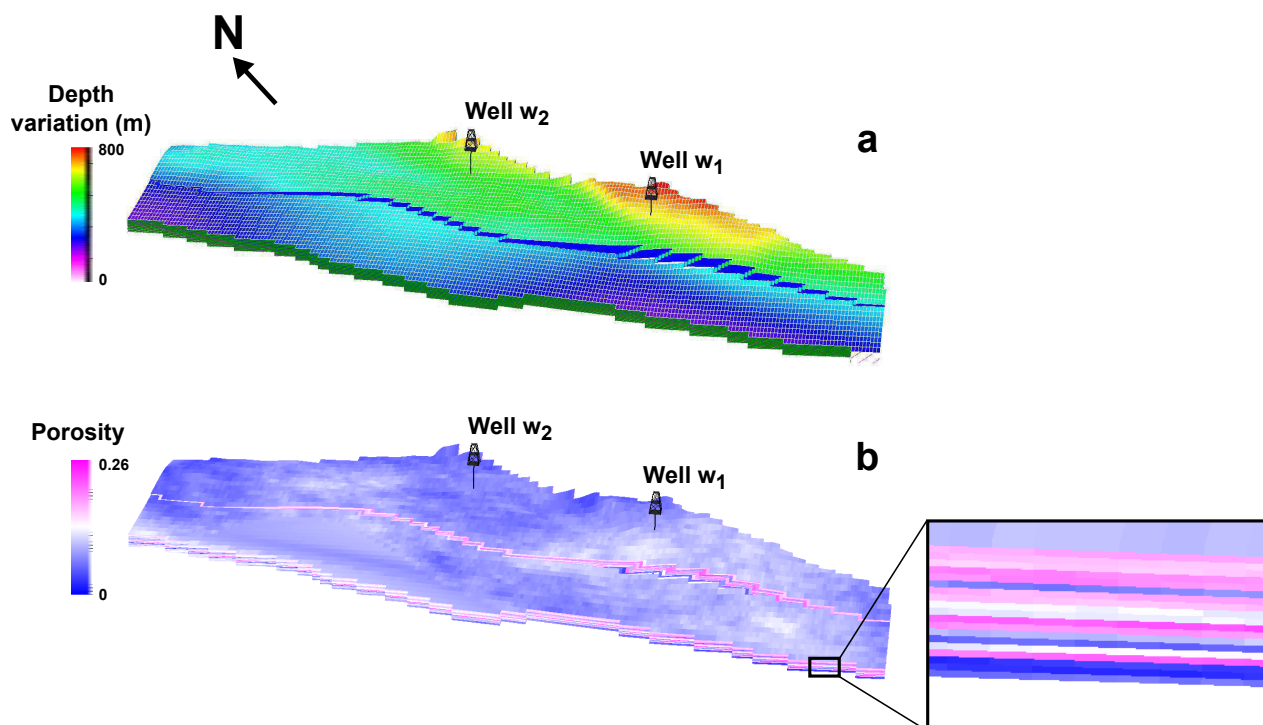 N
Depth
variation (m)
800
0
Well w2
Well w1
a
Porosity
0.26
0
Well w2
Well w1
b